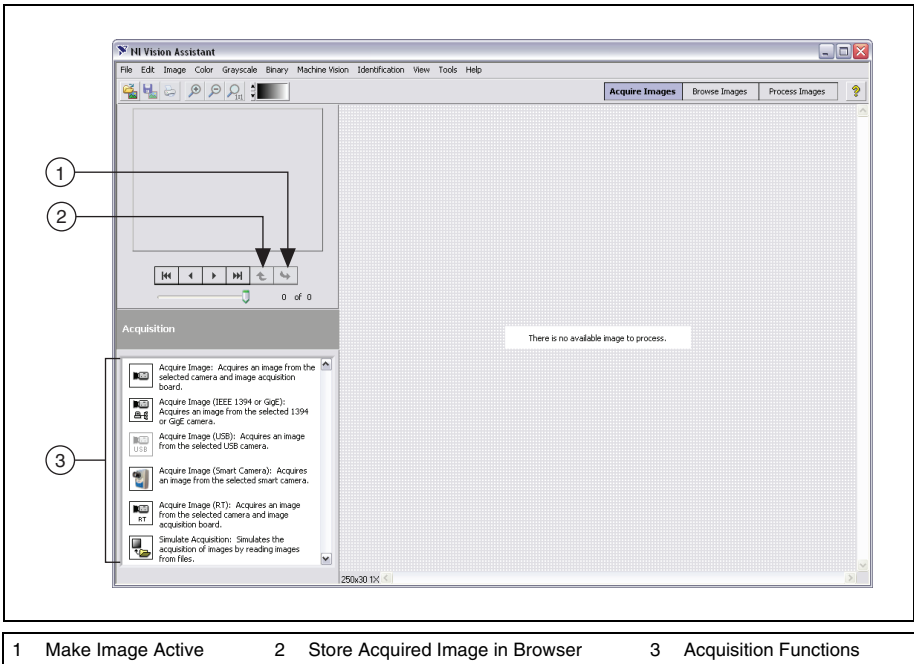 NI Vision Assistant
File Edit Image Color Grayscale Binary Machine Vision Identification View Tools Help
1:1
Acquire Images Browse Images Process Images ?
1
2
0 of 0
Acquisition
There is no available image to process.
3
Acquire Image: Acquires an image from the
selected camera and image acquisition
board.
Acquire Image (IEEE 1394 or GigE):
Acquires an image from the selected 1394
or GigE camera.
USB
Acquire Image (USB): Acquires an image
from the selected USB camera.
Acquire Image (Smart Camera): Acquires
an image from the selected smart camera.
RT
Acquire Image (RT): Acquires an image
from the selected camera and image
acquisition board.
Simulate Acquisition: Simulates the
acquisition of images by reading images
from files.
250x30 1X
1 Make Image Active 2 Store Acquired Image in Browser 3 Acquisition Functions